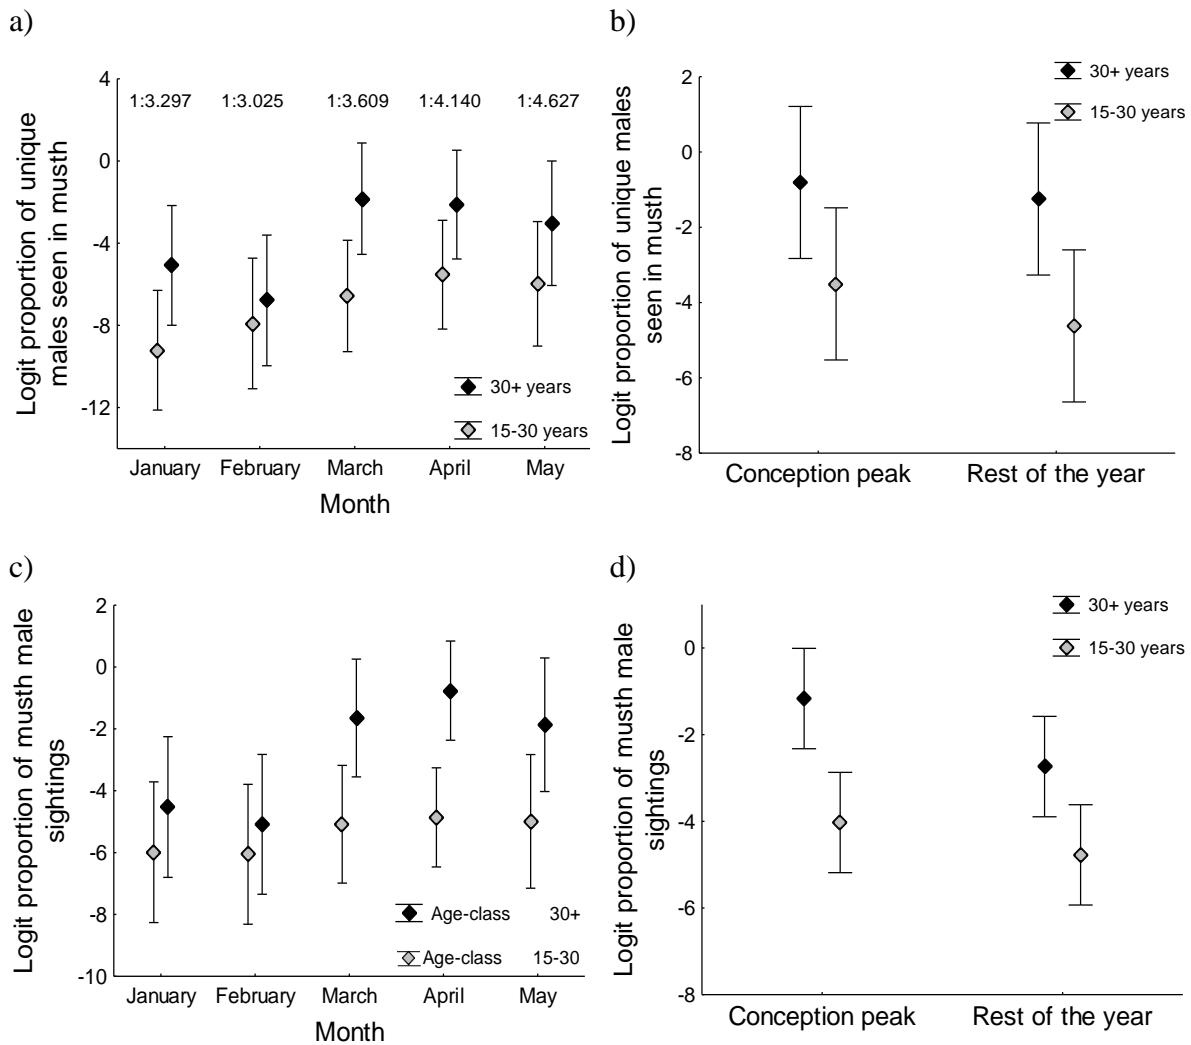 a)
Logit proportion of unique
males seen in musth
4
0
-4
-8
-12
1:3.297 1:3.025 1:3.609 1:4.140 1:4.627
30+ years
15-30 years
January February March April May
Month
b)
Logit proportion of unique males
seen in musth
2
0
-2
-4
-6
-8
30+ years
15-30 years
Conception peak Rest of the year
c)
Logit proportion of musth male
sightings
2
0
-2
-4
-6
-8
-10
Age-class 30+
Age-class 15-30
January February March April May
Month
d)
Logit proportion of musth male
sightings
0
-2
-4
-6
-8
30+ years
15-30 years
Conception peak Rest of the year